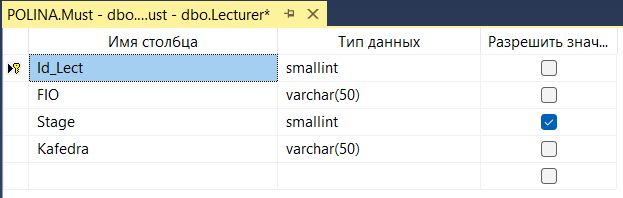 POLINA.Must - dbo....ust - dbo.Lecturer*
Имя столбца Тип данных Разрешить знач...
Id_Lect smallint
FIO varchar(50)
Stage smallint
Kafedra varchar(50)